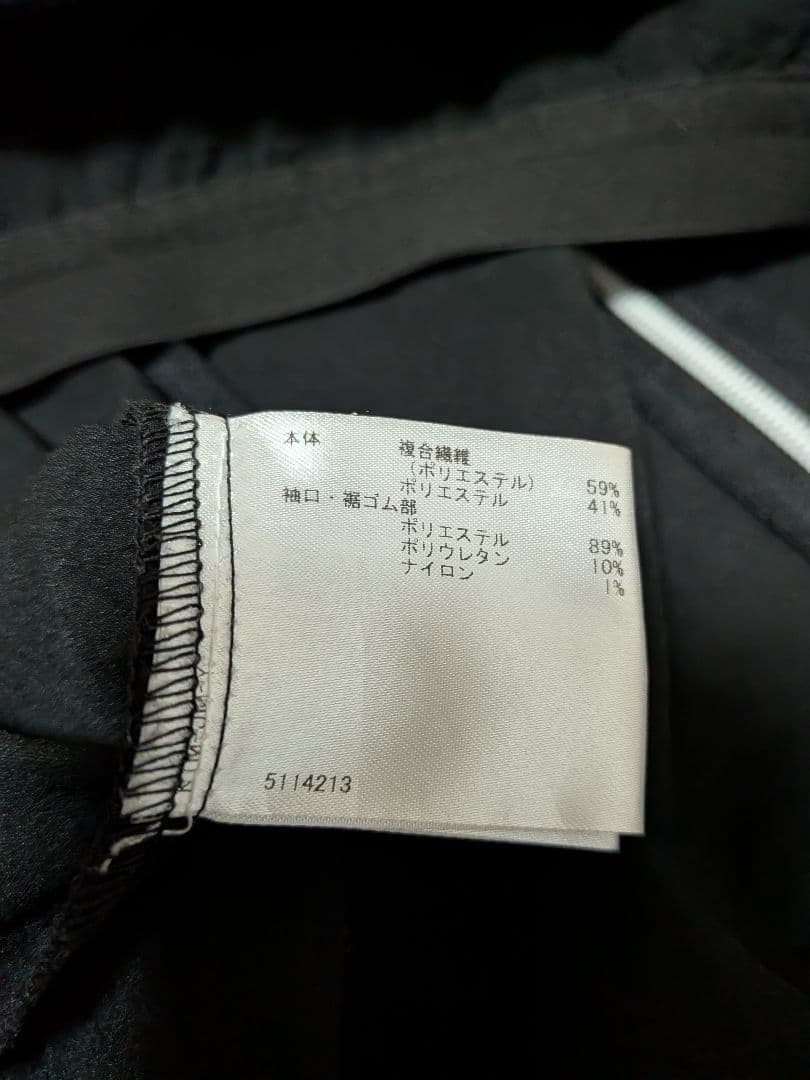 本体
複合繊維
(ポリエステル) 59%
ポリエステル 41%
袖口・裾ゴム部
ポリエステル 89%
ポリウレタン 10%
ナイロン 1%
5114213